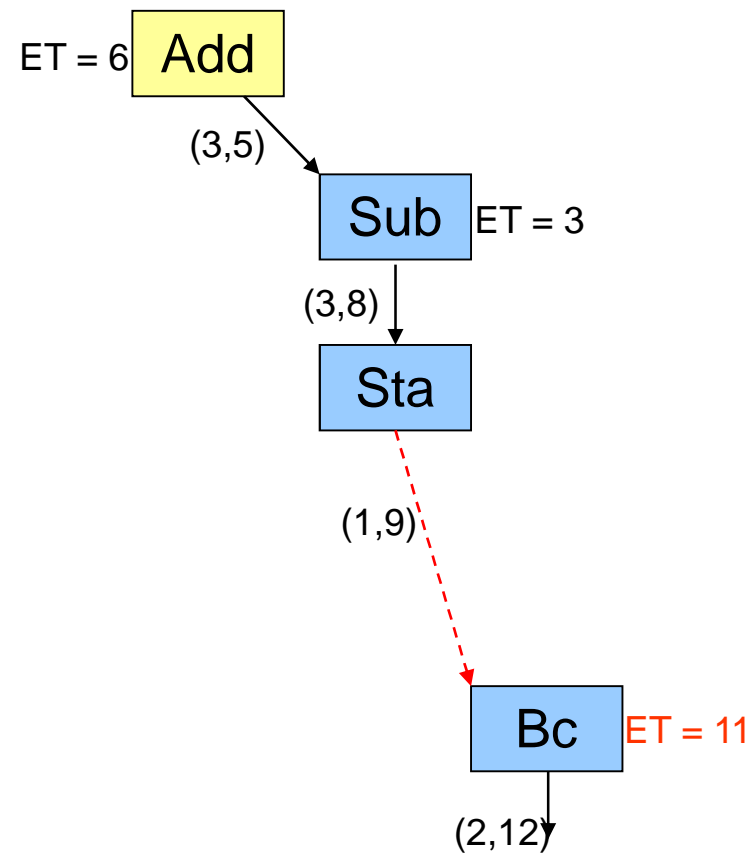 ET = 6
Add
(3,5)
Sub
ET = 3
(3,8)
Sta
(1,9)
Bc
ET = 11
(2,12)